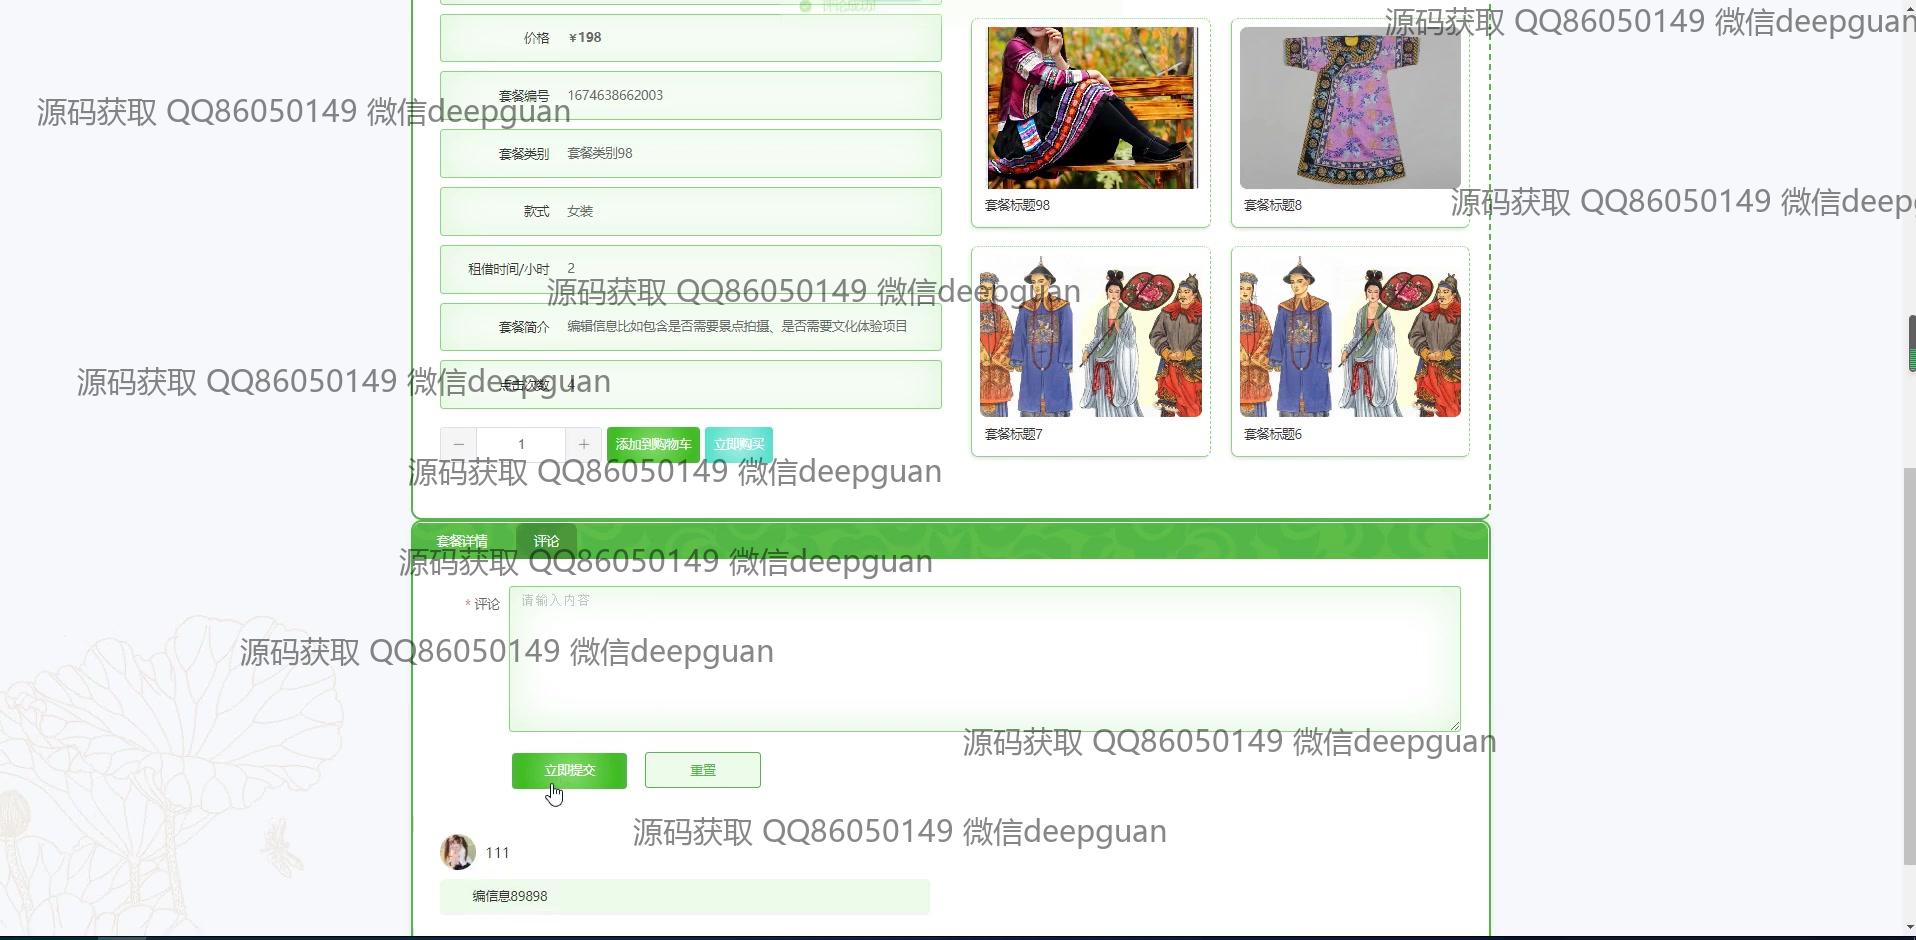 评论成功!
价格 ¥198
套餐编号 1674638662003
套餐类别 套餐类别98
款式 女装
租借时间/小时 2
套餐简介 编辑信息比如包含是否需要景点拍摄、是否需要文化体验项目
点击次数 4
1
添加到购物车
立即购买
套餐标题98
套餐标题8
套餐标题7
套餐标题6
套餐详情
评论
* 评论
请输入内容
立即提交
重置
111
编信息89898
源码获取 QQ86050149 微信deepguan
源码获取 QQ86050149 微信deepguan
源码获取 QQ86050149 微信deep
源码获取 QQ86050149 微信deepguan
源码获取 QQ86050149 微信deepguan
源码获取 QQ86050149 微信deepguan
源码获取 QQ86050149 微信deepguan
源码获取 QQ86050149 微信deepguan
源码获取 QQ86050149 微信deepguan
源码获取 QQ86050149 微信deepguan